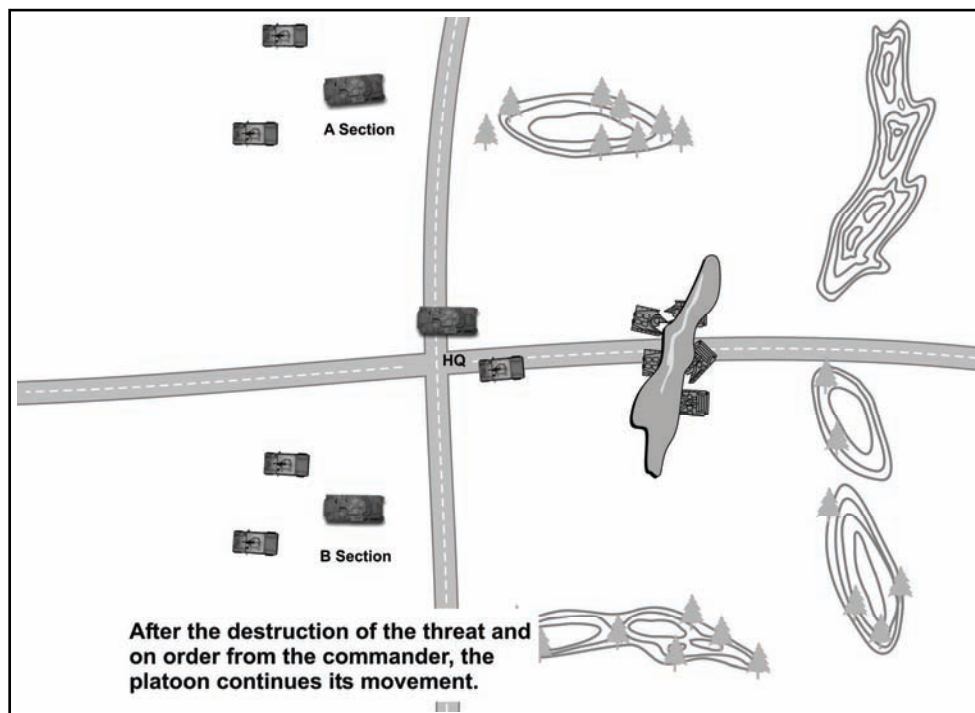 A Section
HQ
B Section
After the destruction of the threat and
on order from the commander, the
platoon continues its movement.